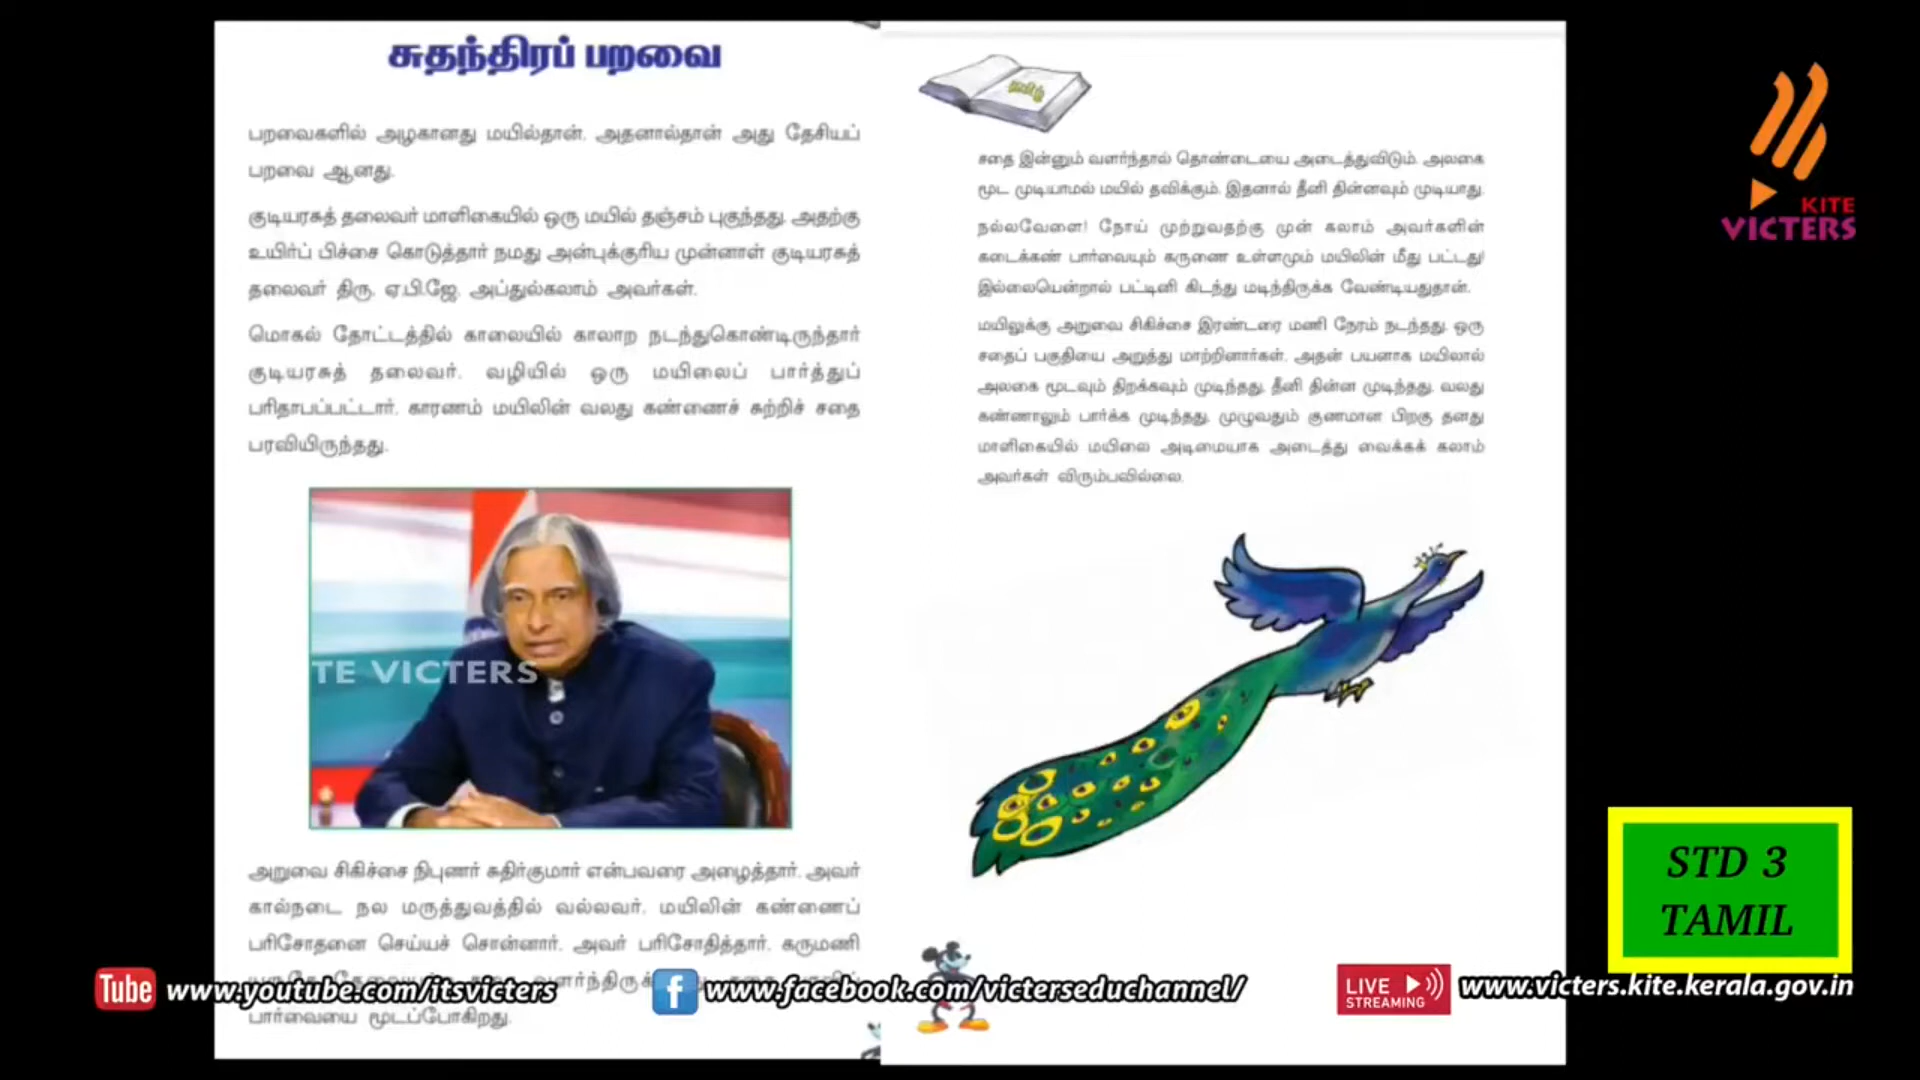 சுதந்திரப் பறவை
பறவைகளில் அழகானது மயில்தான். அதனால்தான் அது தேசியப்
பறவை ஆனது.
குடியரசுத் தலைவர் மாளிகையில் ஒரு மயில் தஞ்சம் புகுந்தது. அதற்கு
உயிர்ப் பிச்சை கொடுத்தார் நமது அன்புக்குரிய முன்னாள் குடியரசுத்
தலைவர் திரு. ஏ.பி.ஜே. அப்துல்கலாம் அவர்கள்.
மொகல் தோட்டத்தில் காலையில் காலாற நடந்துகொண்டிருந்தார்
குடியரசுத் தலைவர். வழியில் ஒரு மயிலைப் பார்த்துப்
பரிதாபப்பட்டார். காரணம் மயிலின் வலது கண்ணைச் சுற்றிச் சதை
பரவியிருந்தது.
TE VICTERS
அறுவை சிகிச்சை நிபுணர் சுதிர்குமார் என்பவரை அழைத்தார். அவர்
கால்நடை நல மருத்துவத்தில் வல்லவர். மயிலின் கண்ணைப்
பரிசோதனை செய்யச் சொன்னார். அவர் பரிசோதித்தார். கருமணி
பார்வையை மூடப்போகிறது.
தமிழ்
சதை இன்னும் வளர்ந்தால் தொண்டையை அடைத்துவிடும். அலகை
மூட முடியாமல் மயில் தவிக்கும். இதனால் தீனி தின்னவும் முடியாது.
நல்லவேளை! நோய் முற்றுவதற்கு முன் கலாம் அவர்களின்
கடைக்கண் பார்வையும் கருணை உள்ளமும் மயிலின் மீது பட்டது!
இல்லையென்றால் பட்டினி கிடந்து மடிந்திருக்க வேண்டியதுதான்.
மயிலுக்கு அறுவை சிகிச்சை இரண்டரை மணி நேரம் நடந்தது. ஒரு
சதைப் பகுதியை அறுத்து மாற்றினார்கள். அதன் பயனாக மயிலால்
அலகை மூடவும் திறக்கவும் முடிந்தது. தீனி தின்ன முடிந்தது. வலது
கண்ணாலும் பார்க்க முடிந்தது. முழுவதும் குணமான பிறகு தனது
மாளிகையில் மயிலை அடிமையாக அடைத்து வைக்கக் கலாம்
அவர்கள் விரும்பவில்லை.
KITE
VICTERS
STD 3
TAMIL
Tube www.youtube.com/itsvicters
f www.facebook.com/victerseduchannel/
LIVE STREAMING www.victers.kite.kerala.gov.in